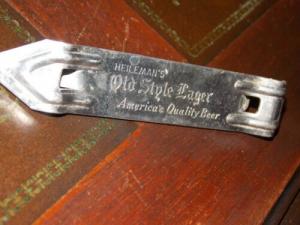 HEILEMAN'S
Old Style Lager
America's Quality Beer